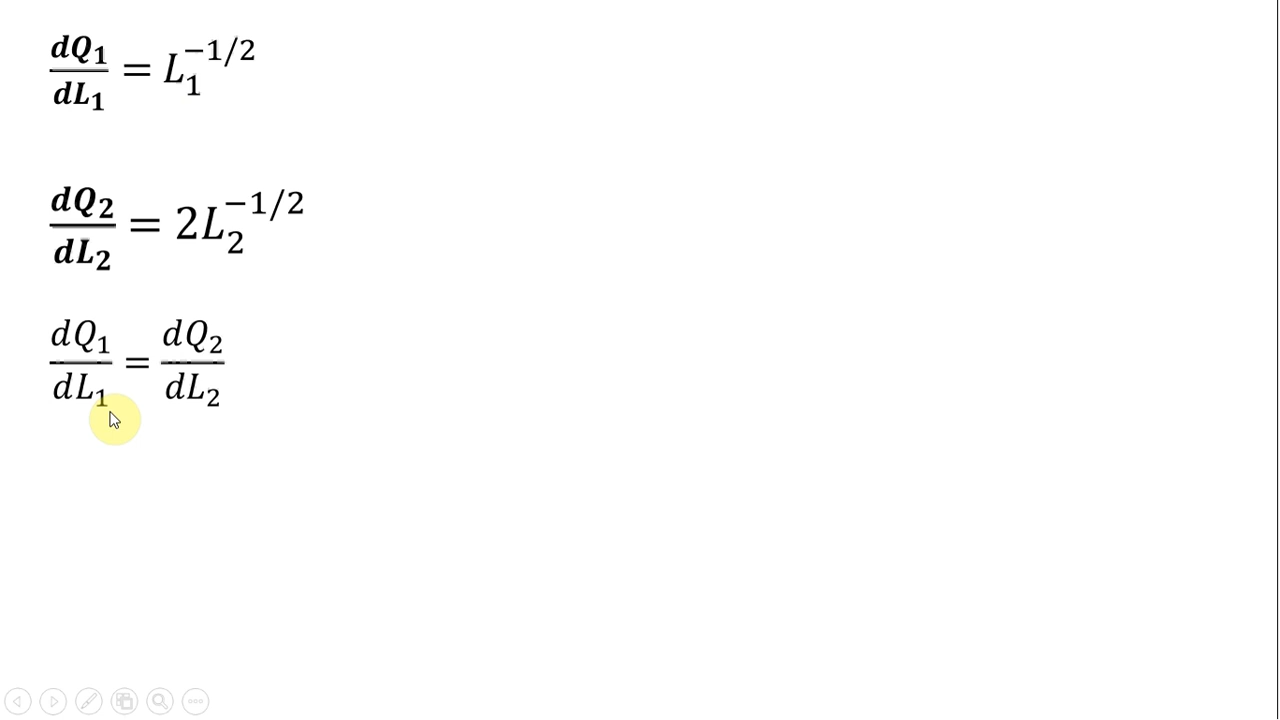 dQ₁/dL₁ = L₁^(−1/2)
dQ₂/dL₂ = 2L₂^(−1/2)
dQ₁/dL₁ = dQ₂/dL₂